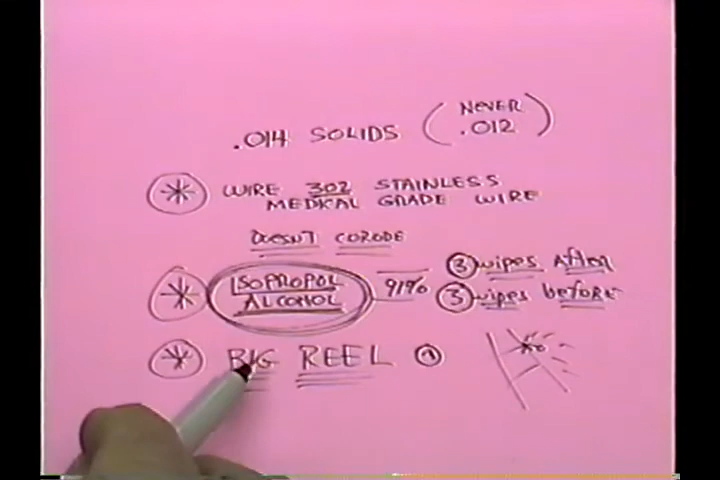 .014 SOLIDS (NEVER .012)
WIRE 302 STAINLESS
MEDICAL GRADE WIRE
DOESN'T CORODE
ISOPROPOL
ALCOHOL
91%
3 wipes After
3 wipes before
BIG REEL